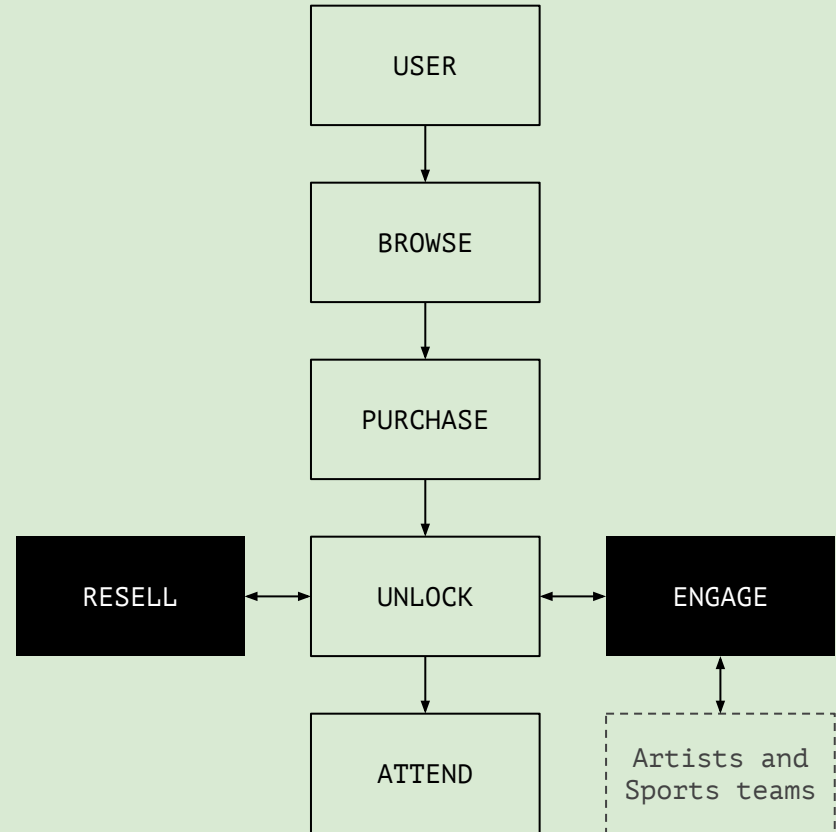 USER
BROWSE
PURCHASE
RESELL
UNLOCK
ENGAGE
ATTEND
Artists and
Sports teams